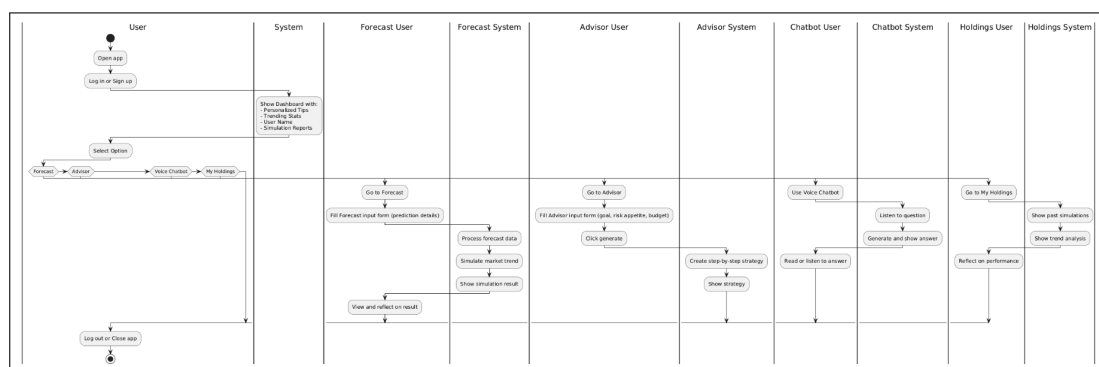 User
System
Forecast User
Forecast System
Advisor User
Advisor System
Chatbot User
Chatbot System
Holdings User
Holdings System
Open app
Log in or Sign up
Show Dashboard with:
- Personalized Tips
- Trending Stats
- User Name
- Simulation Reports
Select Option
Forecast
Advisor
Voice Chatbot
My Holdings
Go to Forecast
Fill Forecast input form (prediction details)
Process forecast data
Simulate market trend
Show simulation result
View and reflect on result
Go to Advisor
Fill Advisor input form (goal, risk appetite, budget)
Click generate
Create step-by-step strategy
Show strategy
Use Voice Chatbot
Listen to question
Generate and show answer
Read or listen to answer
Go to My Holdings
Show past simulations
Show trend analysis
Reflect on performance
Log out or Close app